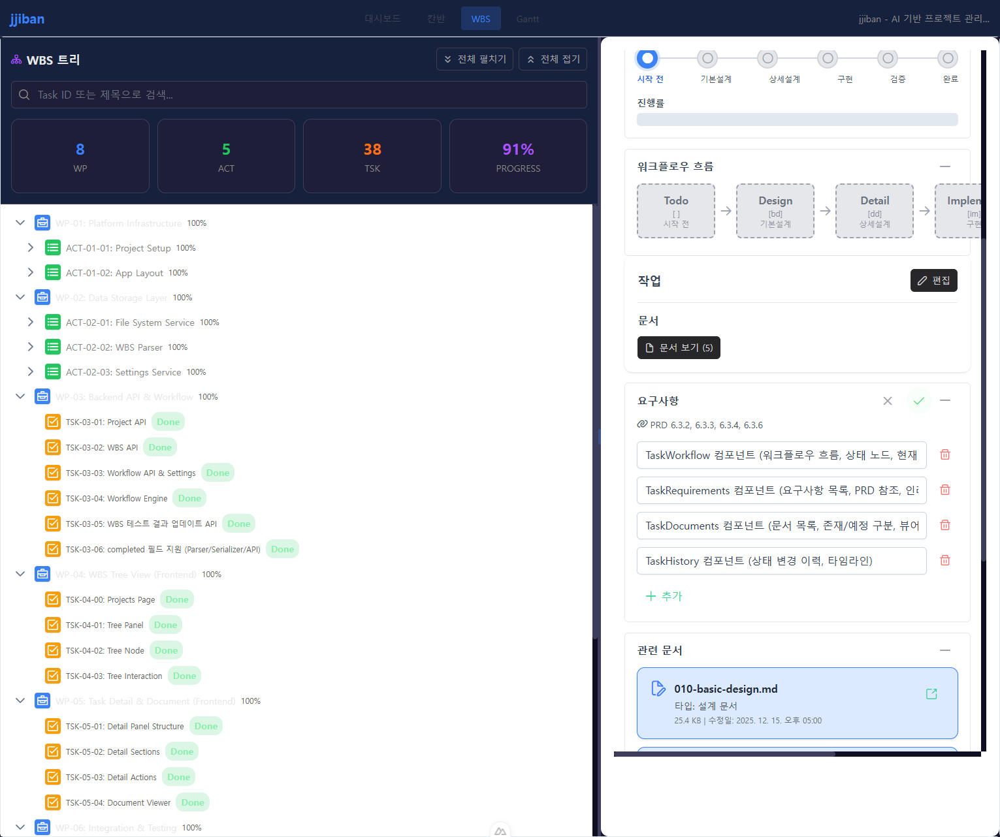 jjiban
대시보드
칸반
WBS
Gantt
jjiban - AI 기반 프로젝트 관리...
WBS 트리
전체 펼치기
전체 접기
Task ID 또는 제목으로 검색...
8
WP
5
ACT
38
TSK
91%
PROGRESS
WP-01: Platform Infrastructure 100%
ACT-01-01: Project Setup 100%
ACT-01-02: App Layout 100%
WP-02: Data Storage Layer 100%
ACT-02-01: File System Service 100%
ACT-02-02: WBS Parser 100%
ACT-02-03: Settings Service 100%
WP-03: Backend API & Workflow 100%
TSK-03-01: Project API Done
TSK-03-02: WBS API Done
TSK-03-03: Workflow API & Settings Done
TSK-03-04: Workflow Engine Done
TSK-03-05: WBS 테스트 결과 업데이트 API Done
TSK-03-06: completed 필드 지원 (Parser/Serializer/API) Done
WP-04: WBS Tree View (Frontend) 100%
TSK-04-00: Projects Page Done
TSK-04-01: Tree Panel Done
TSK-04-02: Tree Node Done
TSK-04-03: Tree Interaction Done
WP-05: Task Detail & Document (Frontend) 100%
TSK-05-01: Detail Panel Structure Done
TSK-05-02: Detail Sections Done
TSK-05-03: Detail Actions Done
TSK-05-04: Document Viewer Done
WP-06: Integration & Testing 100%
시작 전
기본설계
상세설계
구현
검증
완료
진행률
워크플로우 흐름
Todo
[ ]
시작 전
Design
[bd]
기본설계
Detail
[dd]
상세설계
Implen
[im]
구현
작업
편집
문서
문서 보기 (5)
요구사항
PRD 6.3.2, 6.3.3, 6.3.4, 6.3.6
TaskWorkflow 컴포넌트 (워크플로우 흐름, 상태 노드, 현재
TaskRequirements 컴포넌트 (요구사항 목록, PRD 참조,
TaskDocuments 컴포넌트 (문서 목록, 존재/예정 구분, 뷰어
TaskHistory 컴포넌트 (상태 변경 이력, 타임라인)
추가
관련 문서
010-basic-design.md
타입: 설계 문서
25.4 KB | 수정일: 2025. 12. 15. 오후 05:00